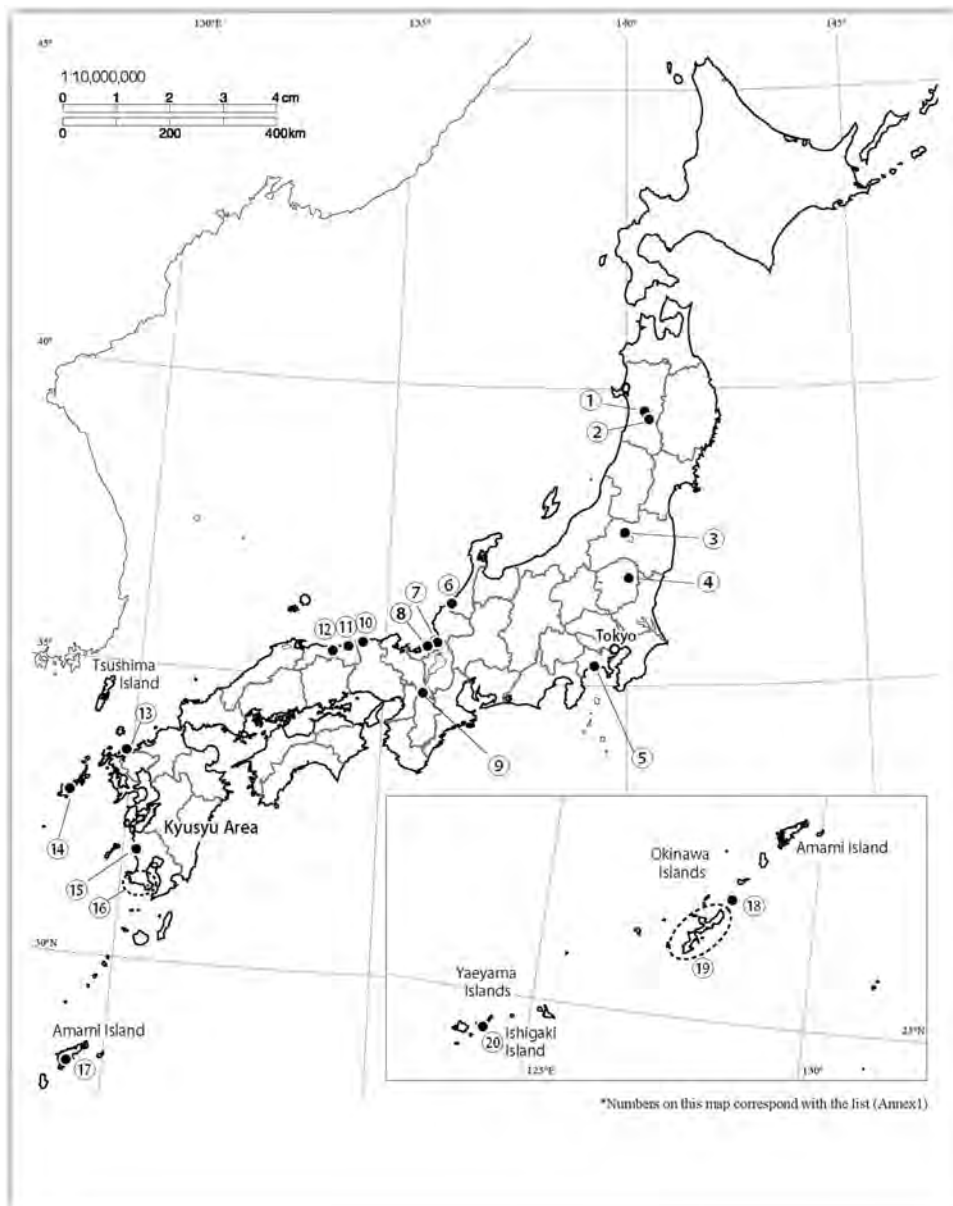 130°E 135°E 140° 145°
45°
1:10,000,000
0 1 2 3 4 cm
0 200 400km
40°
①
②
③
④
⑥
⑦
⑧
⑫ ⑪ ⑩
35°
Tokyo
Tsushima
Island
⑬
⑤
⑨
⑭
Kyusyu Area
⑮
⑯
Okinawa
Islands
Amami Island
⑱
⑲
30°N
Yaeyama
Islands
Amami Island
⑰
⑳
Ishigaki
Island
25°N
125°E
130°
*Numbers on this map correspond with the list (Annex1)